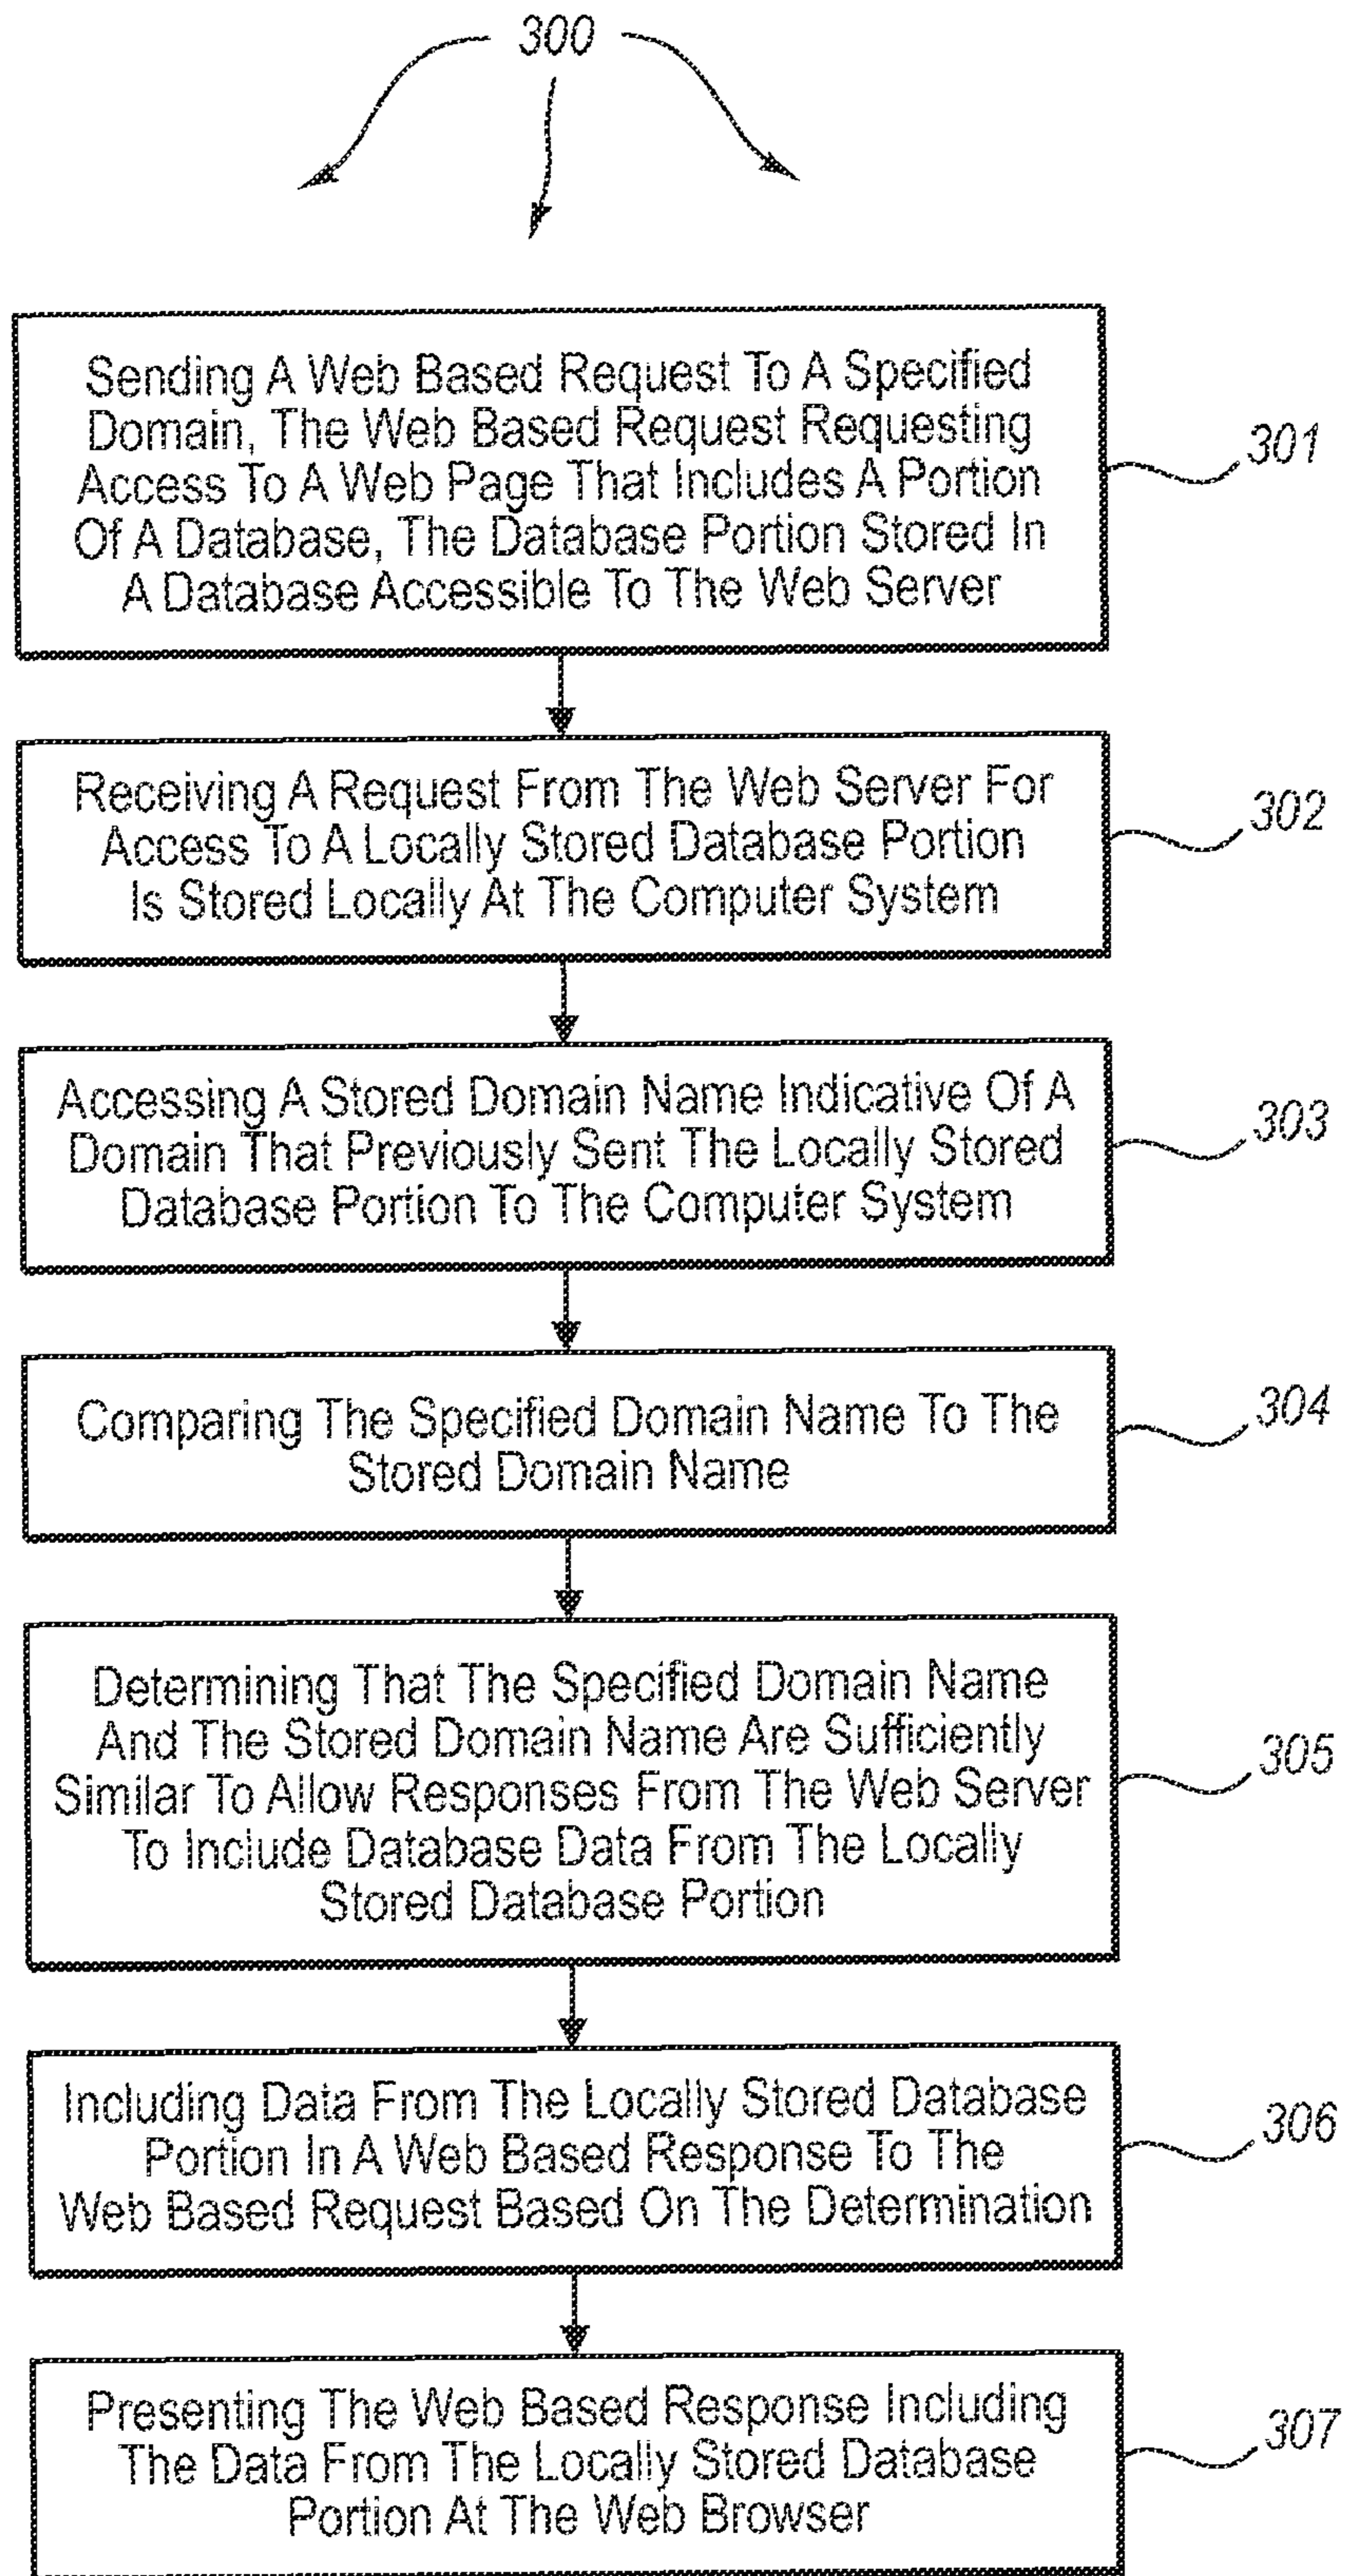 300
Sending A Web Based Request To A Specified
Domain, The Web Based Request Requesting
Access To A Web Page That Includes A Portion
Of A Database, The Database Portion Stored In
A Database Accessible To The Web Server
301
Receiving A Request From The Web Server For
Access To A Locally Stored Database Portion
Is Stored Locally At The Computer System
302
Accessing A Stored Domain Name Indicative Of A
Domain That Previously Sent The Locally Stored
Database Portion To The Computer System
303
Comparing The Specified Domain Name To The
Stored Domain Name
304
Determining That The Specified Domain Name
And The Stored Domain Name Are Sufficiently
Similar To Allow Responses From The Web Server
To Include Database Data From The Locally
Stored Database Portion
305
Including Data From The Locally Stored Database
Portion In A Web Based Response To The
Web Based Request Based On The Determination
306
Presenting The Web Based Response Including
The Data From The Locally Stored Database
Portion At The Web Browser
307